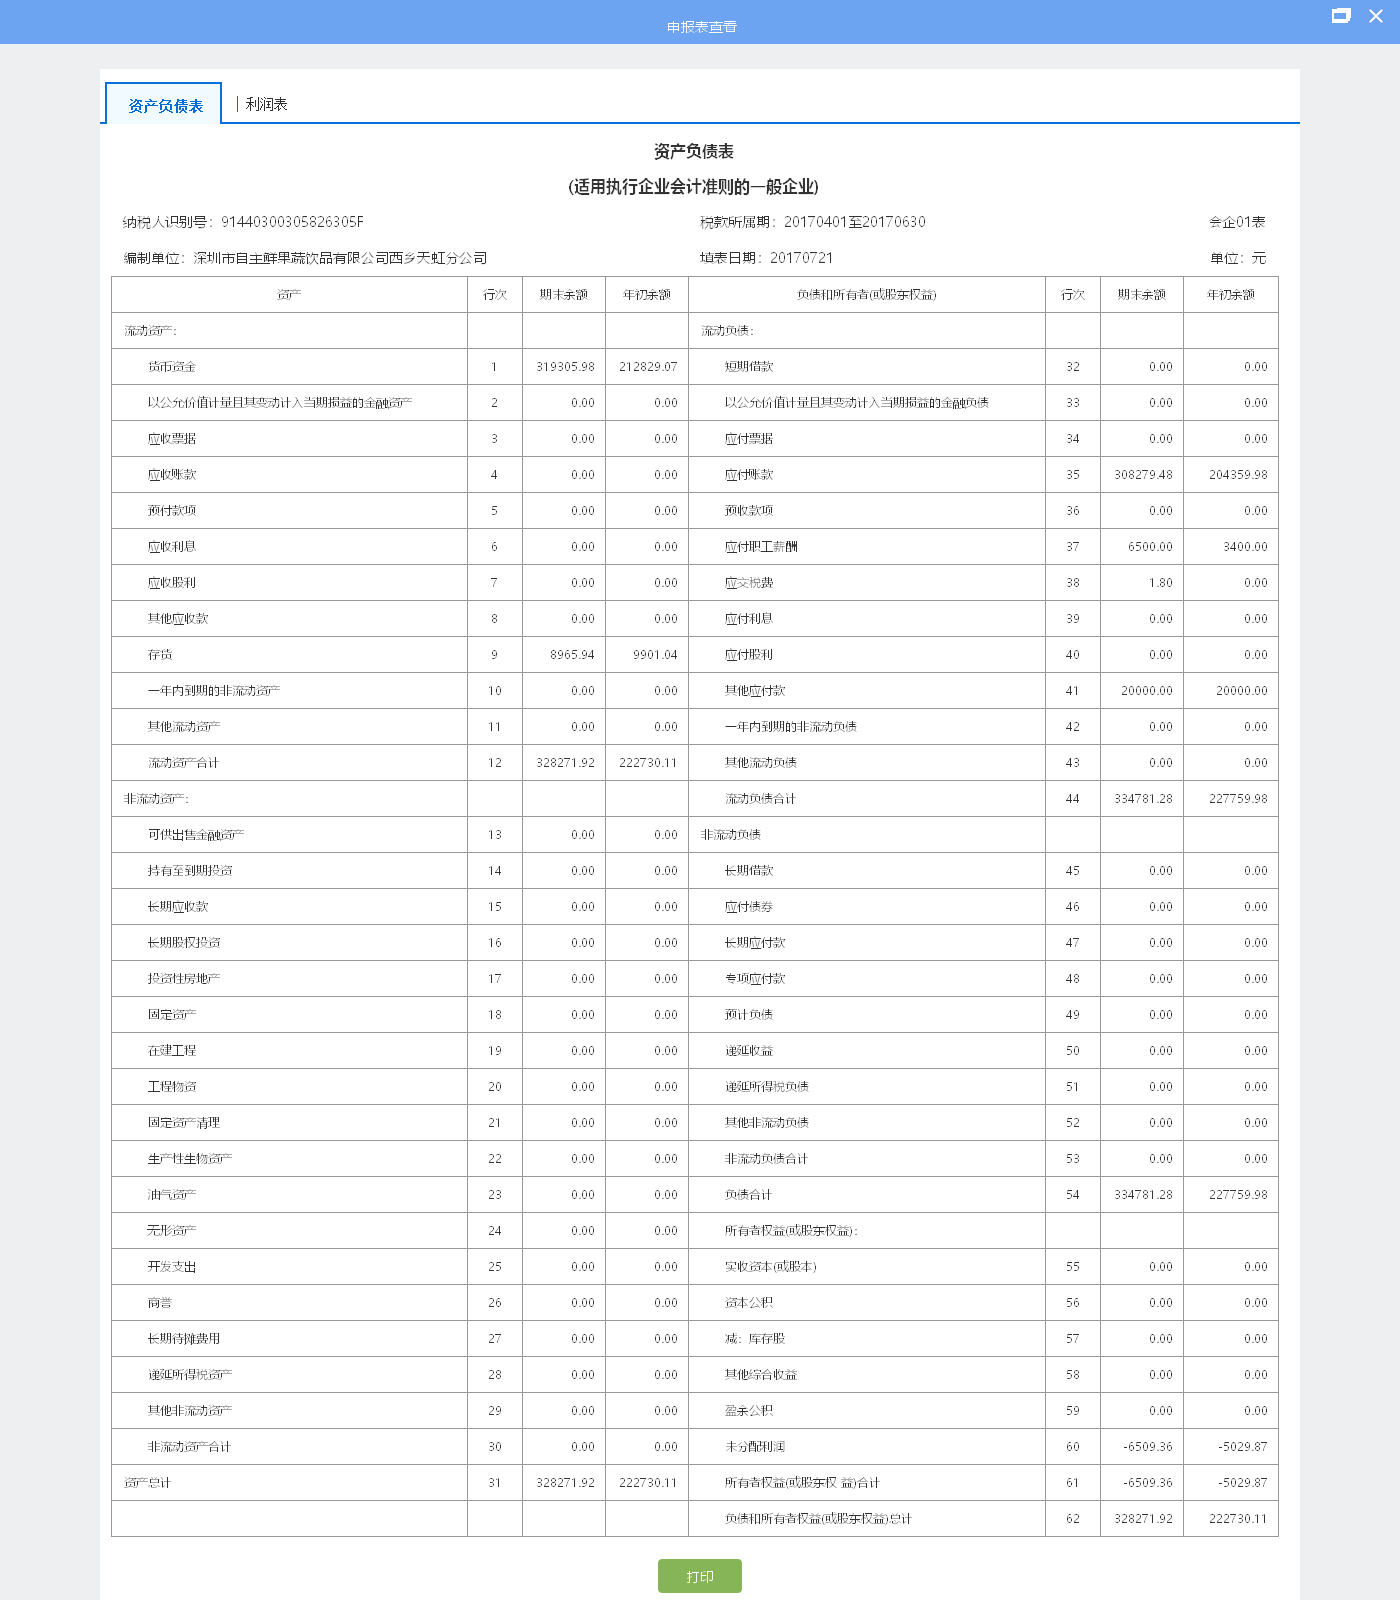 申报表查看
资产负债表 | 利润表
资产负债表
(适用执行企业会计准则的一般企业)
纳税人识别号：91440300305826305F 税款所属期：20170401至20170630 会企01表
编制单位：深圳市自主鲜果蔬饮品有限公司西乡天虹分公司 填表日期：20170721 单位：元
资产 行次 期末余额 年初余额 负债和所有者(或股东权益) 行次 期末余额 年初余额
流动资产： 流动负债：
货币资金 1 319305.98 212829.07 短期借款 32 0.00 0.00
以公允价值计量且其变动计入当期损益的金融资产 2 0.00 0.00 以公允价值计量且其变动计入当期损益的金融负债 33 0.00 0.00
应收票据 3 0.00 0.00 应付票据 34 0.00 0.00
应收账款 4 0.00 0.00 应付账款 35 308279.48 204359.98
预付款项 5 0.00 0.00 预收款项 36 0.00 0.00
应收利息 6 0.00 0.00 应付职工薪酬 37 6500.00 3400.00
应收股利 7 0.00 0.00 应交税费 38 1.80 0.00
其他应收款 8 0.00 0.00 应付利息 39 0.00 0.00
存货 9 8965.94 9901.04 应付股利 40 0.00 0.00
一年内到期的非流动资产 10 0.00 0.00 其他应付款 41 20000.00 20000.00
其他流动资产 11 0.00 0.00 一年内到期的非流动负债 42 0.00 0.00
流动资产合计 12 328271.92 222730.11 其他流动负债 43 0.00 0.00
非流动资产： 流动负债合计 44 334781.28 227759.98
可供出售金融资产 13 0.00 0.00 非流动负债
持有至到期投资 14 0.00 0.00 长期借款 45 0.00 0.00
长期应收款 15 0.00 0.00 应付债券 46 0.00 0.00
长期股权投资 16 0.00 0.00 长期应付款 47 0.00 0.00
投资性房地产 17 0.00 0.00 专项应付款 48 0.00 0.00
固定资产 18 0.00 0.00 预计负债 49 0.00 0.00
在建工程 19 0.00 0.00 递延收益 50 0.00 0.00
工程物资 20 0.00 0.00 递延所得税负债 51 0.00 0.00
固定资产清理 21 0.00 0.00 其他非流动负债 52 0.00 0.00
生产性生物资产 22 0.00 0.00 非流动负债合计 53 0.00 0.00
油气资产 23 0.00 0.00 负债合计 54 334781.28 227759.98
无形资产 24 0.00 0.00 所有者权益(或股东权益)：
开发支出 25 0.00 0.00 实收资本(或股本) 55 0.00 0.00
商誉 26 0.00 0.00 资本公积 56 0.00 0.00
长期待摊费用 27 0.00 0.00 减：库存股 57 0.00 0.00
递延所得税资产 28 0.00 0.00 其他综合收益 58 0.00 0.00
其他非流动资产 29 0.00 0.00 盈余公积 59 0.00 0.00
非流动资产合计 30 0.00 0.00 未分配利润 60 -6509.36 -5029.87
资产总计 31 328271.92 222730.11 所有者权益(或股东权 益)合计 61 -6509.36 -5029.87
负债和所有者权益(或股东权益)总计 62 328271.92 222730.11
打印